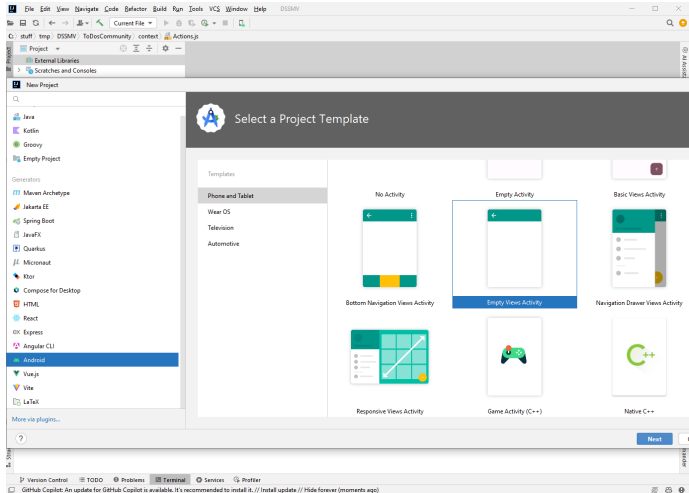 File Edit View Navigate Code Refactor Build Run Tools VCS Window Help DSSMV
Current File
stuff tmp DSSMV ToDosCommunity context Actions.js
Project
Project
External Libraries
Scratches and Consoles
AI Assist
New Project
Java
Kotlin
Groovy
Empty Project
Generators
Maven Archetype
Jakarta EE
Spring Boot
JavaFX
Quarkus
Micronaut
Ktor
Compose for Desktop
HTML
React
Express
Angular CLI
Android
Vue.js
Vite
LaTeX
More via plugins...
Select a Project Template
Templates
Phone and Tablet
Wear OS
Television
Automotive
No Activity Empty Activity Basic Views Activity
Bottom Navigation Views Activity Empty Views Activity Navigation Drawer Views Activity
C++
Responsive Views Activity Game Activity (C++) Native C++
?
Next
Version Control TODO Problems Terminal Services Profiler
GitHub Copilot: An update for GitHub Copilot is available. It's recommended to install it. // Install update // Hide forever (moments ago)